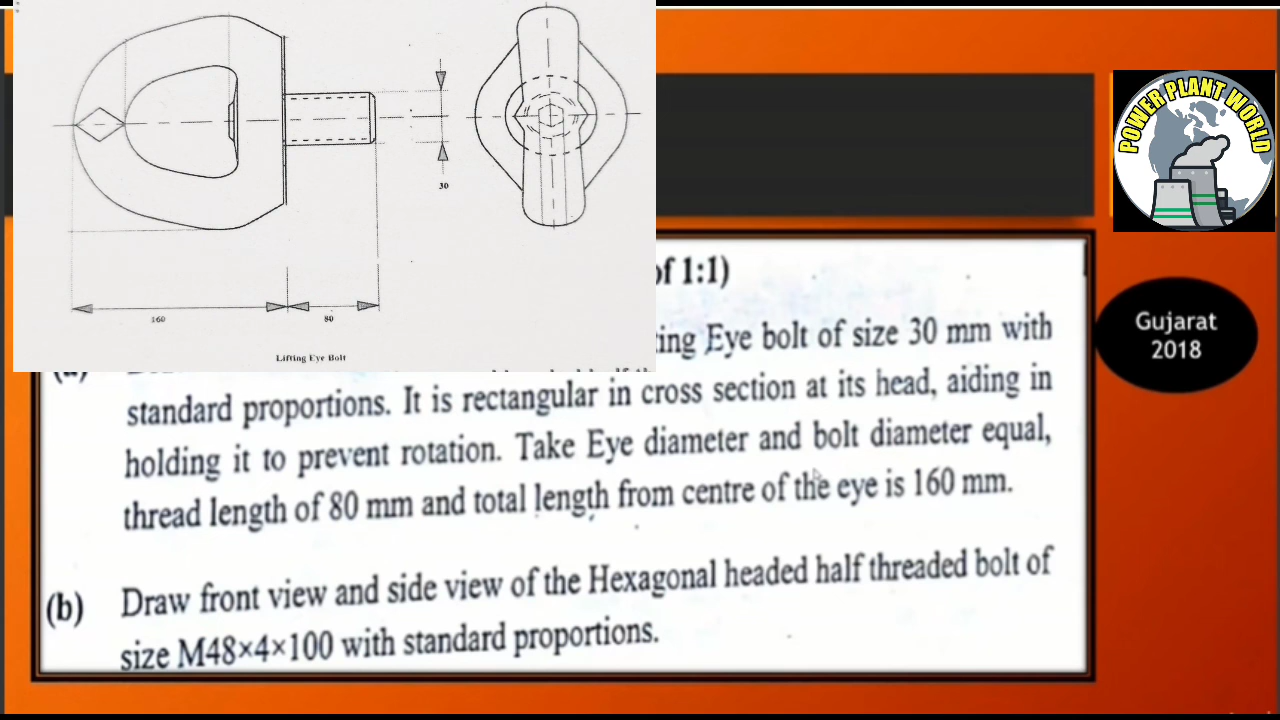 30
160
80
Lifting Eye Bolt
POWER PLANT WORLD
of 1:1)
Eye bolt of size 30 mm with
standard proportions. It is rectangular in cross section at its head, aiding in
holding it to prevent rotation. Take Eye diameter and bolt diameter equal,
thread length of 80 mm and total length from centre of the eye is 160 mm.
(b) Draw front view and side view of the Hexagonal headed half threaded bolt of
size M48×4×100 with standard proportions.
Gujarat
2018